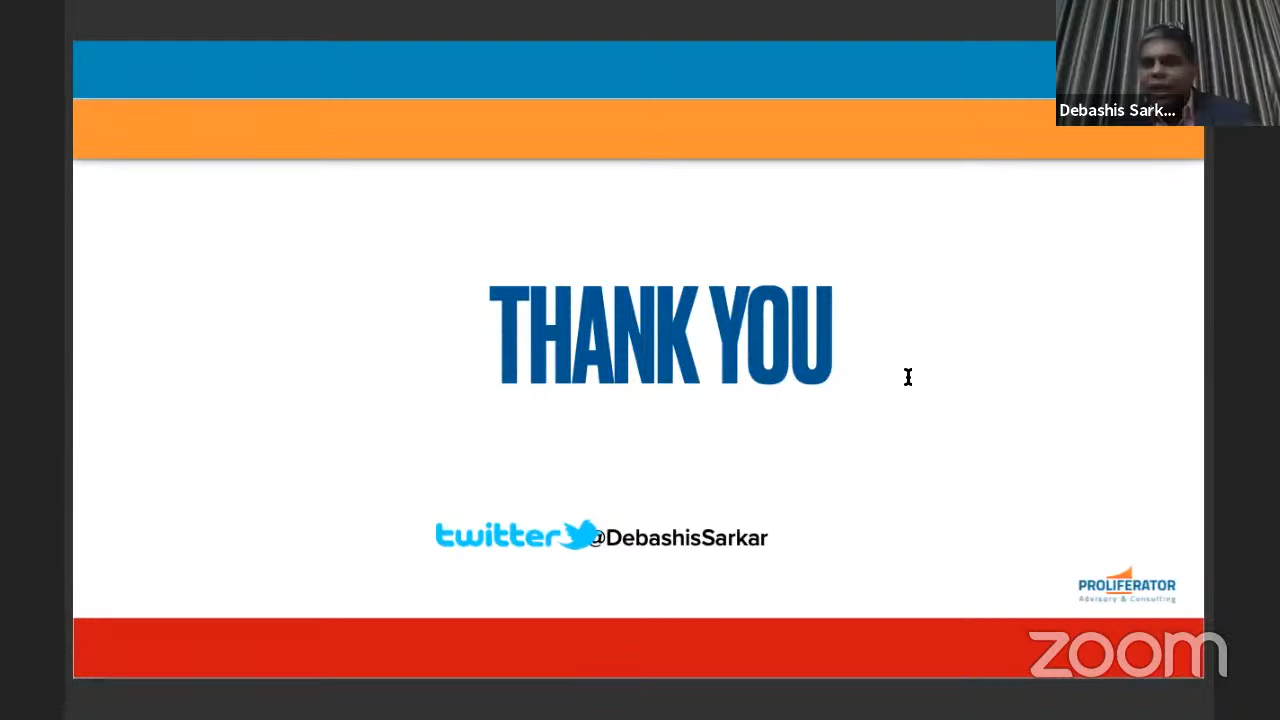 Debashis Sark...
THANK YOU
twitter @DebashisSarkar
PROLIFERATOR
Advisory & Consulting
zoom